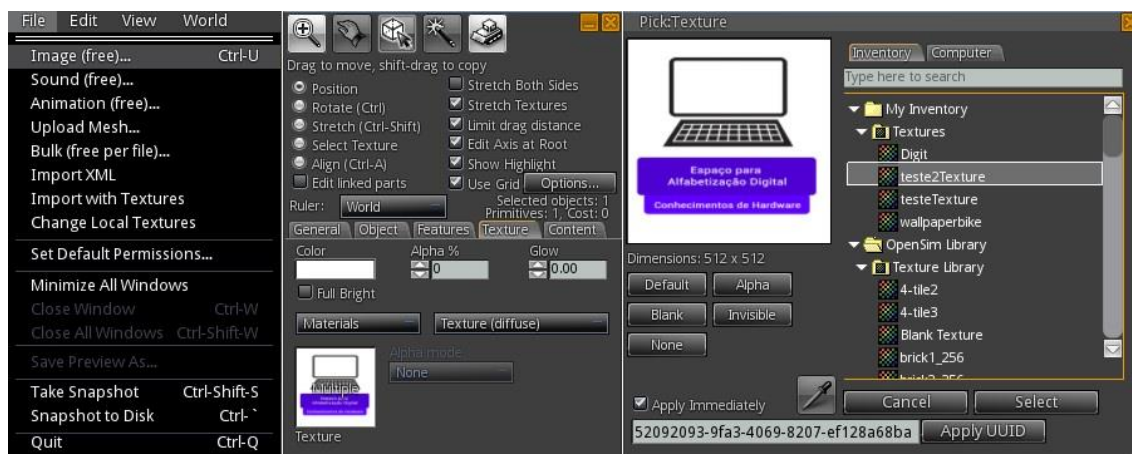 File Edit View World
Image (free)... Ctrl-U
Sound (free)...
Animation (free)...
Upload Mesh...
Bulk (free per file)...
Import XML
Import with Textures
Change Local Textures
Set Default Permissions...
Minimize All Windows
Close Window Ctrl-W
Close All Windows Ctrl-Shift-W
Save Preview As...
Take Snapshot Ctrl-Shift-S
Snapshot to Disk Ctrl-`
Quit Ctrl-Q
Drag to move, shift-drag to copy
Position
Rotate (Ctrl)
Stretch (Ctrl-Shift)
Select Texture
Align (Ctrl-A)
Edit linked parts
Stretch Both Sides
Stretch Textures
Limit drag distance
Edit Axis at Root
Show Highlight
Use Grid Options...
Ruler: World
Selected objects: 1
Primitives: 1, Cost: 0
General Object Features Texture Content
Color Alpha % Glow
0 0.00
Full Bright
Materials Texture (diffuse)
Alpha mode
None
Multiple
Texture
Pick:Texture
Espaço para
Alfabetização Digital
Conhecimentos de Hardware
Dimensions: 512 x 512
Default Alpha
Blank Invisible
None
Apply Immediately
Inventory Computer
Type here to search
My Inventory
Textures
Digit
teste2Texture
testeTexture
wallpaperbike
OpenSim Library
Texture Library
4-tile2
4-tile3
Blank Texture
brick1_256
Cancel Select
52092093-9fa3-4069-8207-ef128a68ba Apply UUID